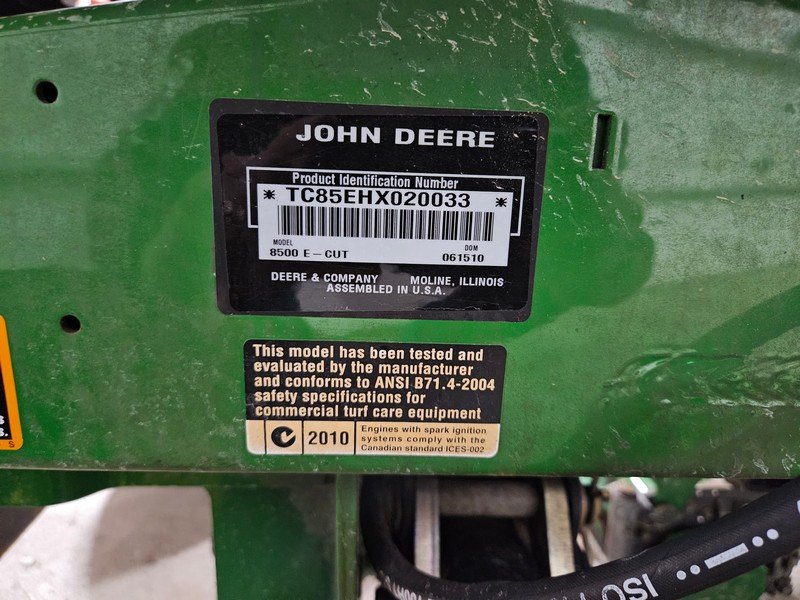 JOHN DEERE
Product Identification Number
* TC85EHX020033 *
MODEL DOM
8500 E-CUT 061510
DEERE & COMPANY MOLINE, ILLINOIS
ASSEMBLED IN U.S.A.
This model has been tested and
evaluated by the manufacturer
and conforms to ANSI B71.4-2004
safety specifications for
commercial turf care equipment
C 2010
Engines with spark ignition
systems comply with the
Canadian standard ICES-002
S
ISO